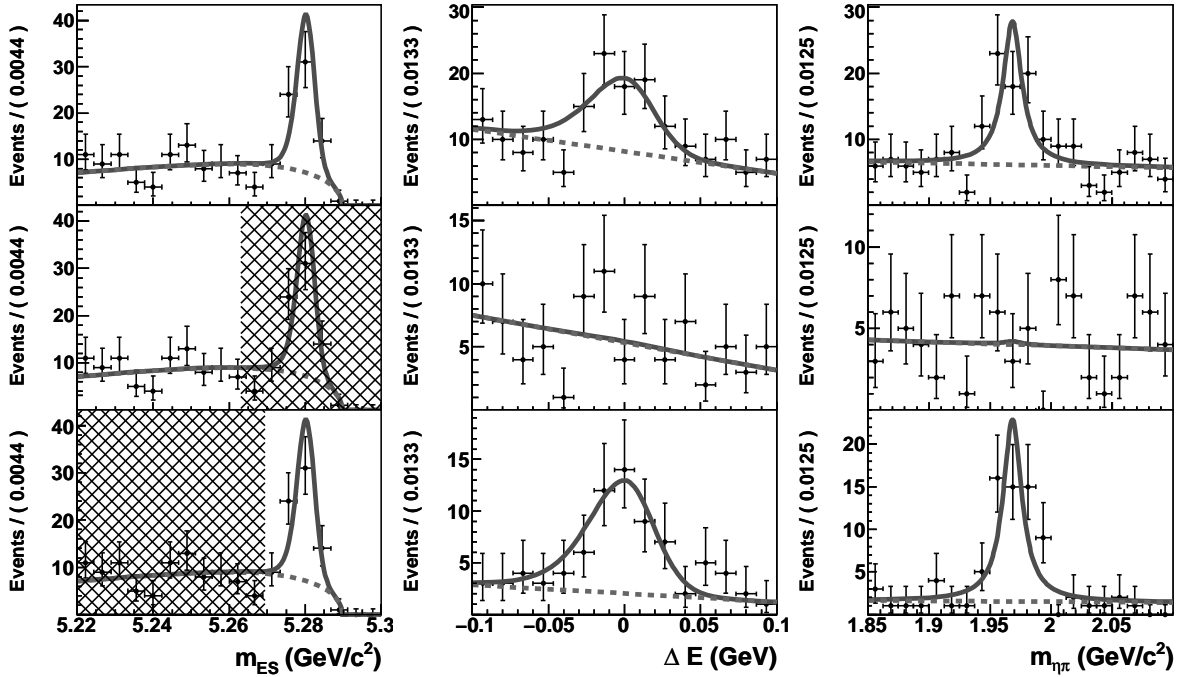 Events / ( 0.0044 )
40
30
20
10
Events / ( 0.0133 )
30
20
10
Events / ( 0.0125 )
30
20
10
Events / ( 0.0044 )
40
30
20
10
Events / ( 0.0133 )
15
10
5
Events / ( 0.0125 )
10
5
Events / ( 0.0044 )
40
30
20
10
5.22 5.24 5.26 5.28 5.3
m_ES (GeV/c²)
Events / ( 0.0133 )
15
10
5
−0.1 −0.05 0 0.05 0.1
Δ E (GeV)
Events / ( 0.0125 )
20
15
10
5
1.85 1.9 1.95 2 2.05
m_ηπ (GeV/c²)